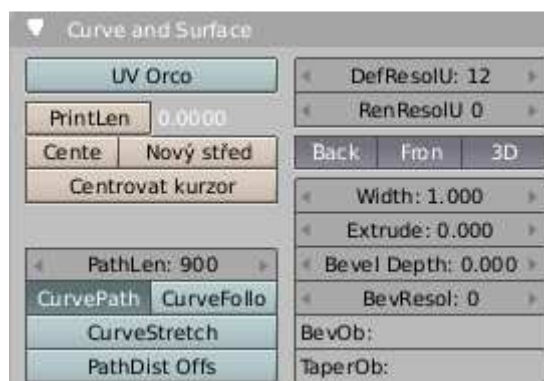 Curve and Surface
UV Orco
PrintLen 0.0000
Cente Nový střed
Centrovat kurzor
PathLen: 900
CurvePath CurveFollo
CurveStretch
PathDist Offs
DefResolU: 12
RenResolU 0
Back Fron 3D
Width: 1.000
Extrude: 0.000
Bevel Depth: 0.000
BevResol: 0
BevOb:
TaperOb: